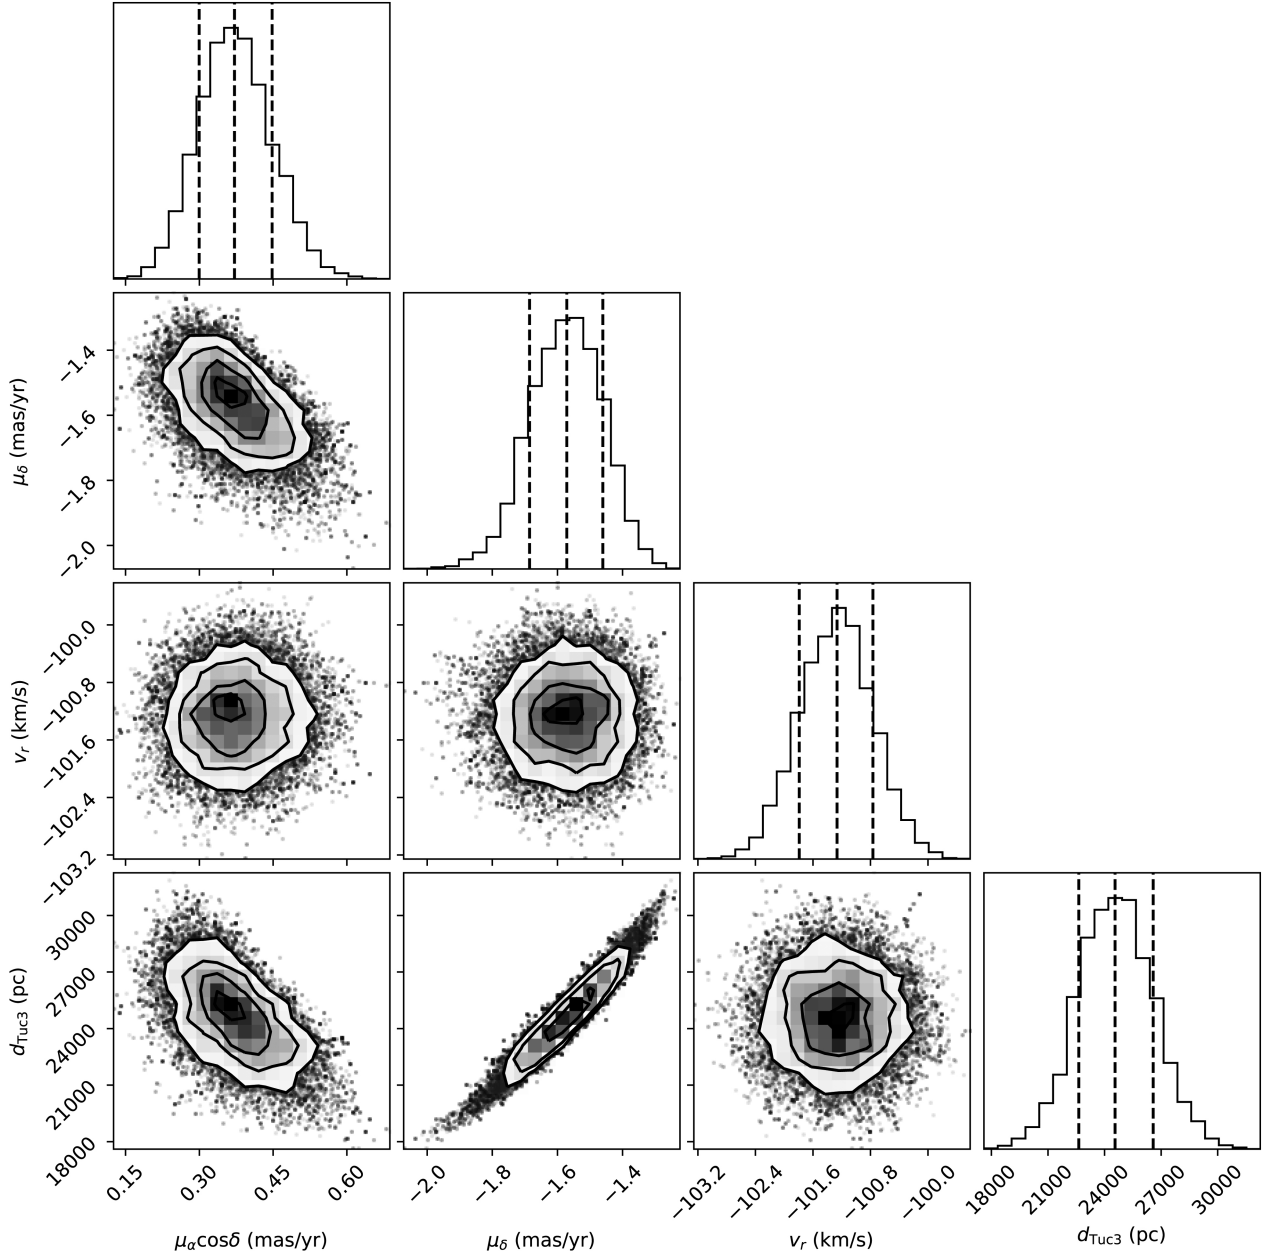 −1.4
−1.6
−1.8
−2.0
μ_δ (mas/yr)
−100.0
−100.8
−101.6
−102.4
−103.2
v_r (km/s)
30000
27000
24000
21000
18000
d_Tuc3 (pc)
0.15 0.30 0.45 0.60
−2.0 −1.8 −1.6 −1.4
−103.2 −102.4 −101.6 −100.8 −100.0
18000 21000 24000 27000 30000
μ_αcosδ (mas/yr)
μ_δ (mas/yr)
v_r (km/s)
d_Tuc3 (pc)